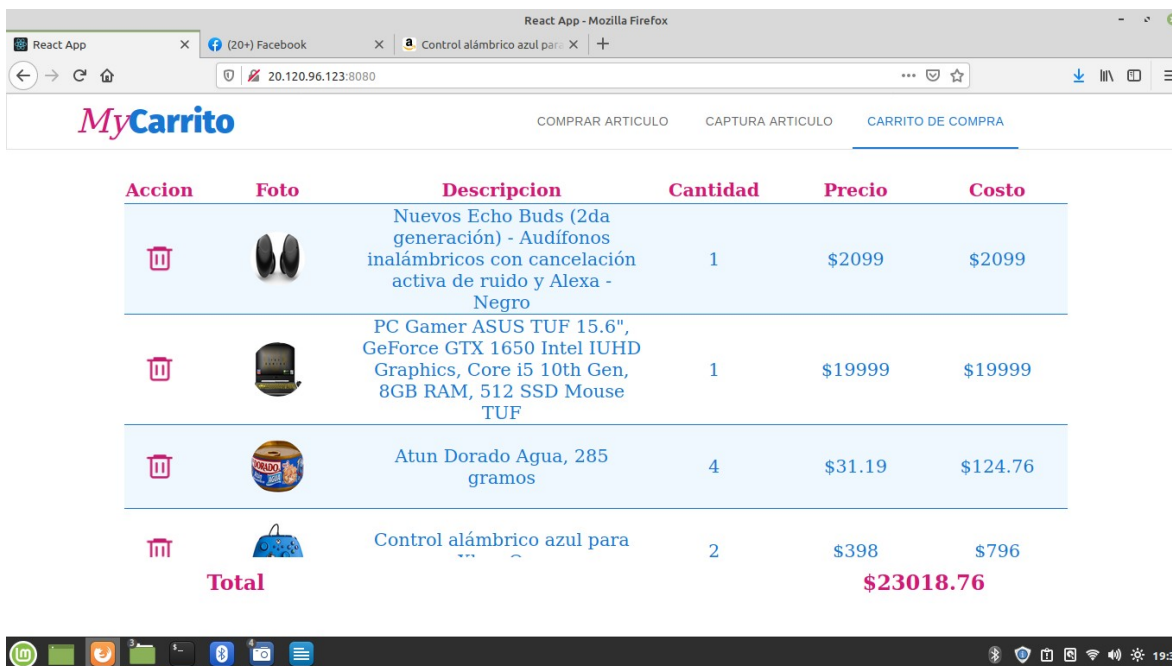 React App - Mozilla Firefox
React App
(20+) Facebook
Control alámbrico azul para
20.120.96.123:8080
MyCarrito
COMPRAR ARTICULO
CAPTURA ARTICULO
CARRITO DE COMPRA
Accion Foto Descripcion Cantidad Precio Costo
Nuevos Echo Buds (2da
generación) - Audífonos
inalámbricos con cancelación
activa de ruido y Alexa -
Negro
1 $2099 $2099
PC Gamer ASUS TUF 15.6",
GeForce GTX 1650 Intel IUHD
Graphics, Core i5 10th Gen,
8GB RAM, 512 SSD Mouse
TUF
1 $19999 $19999
DORADO
Atun Dorado Agua, 285
gramos
4 $31.19 $124.76
Control alámbrico azul para
2 $398 $796
Total $23018.76
3
4